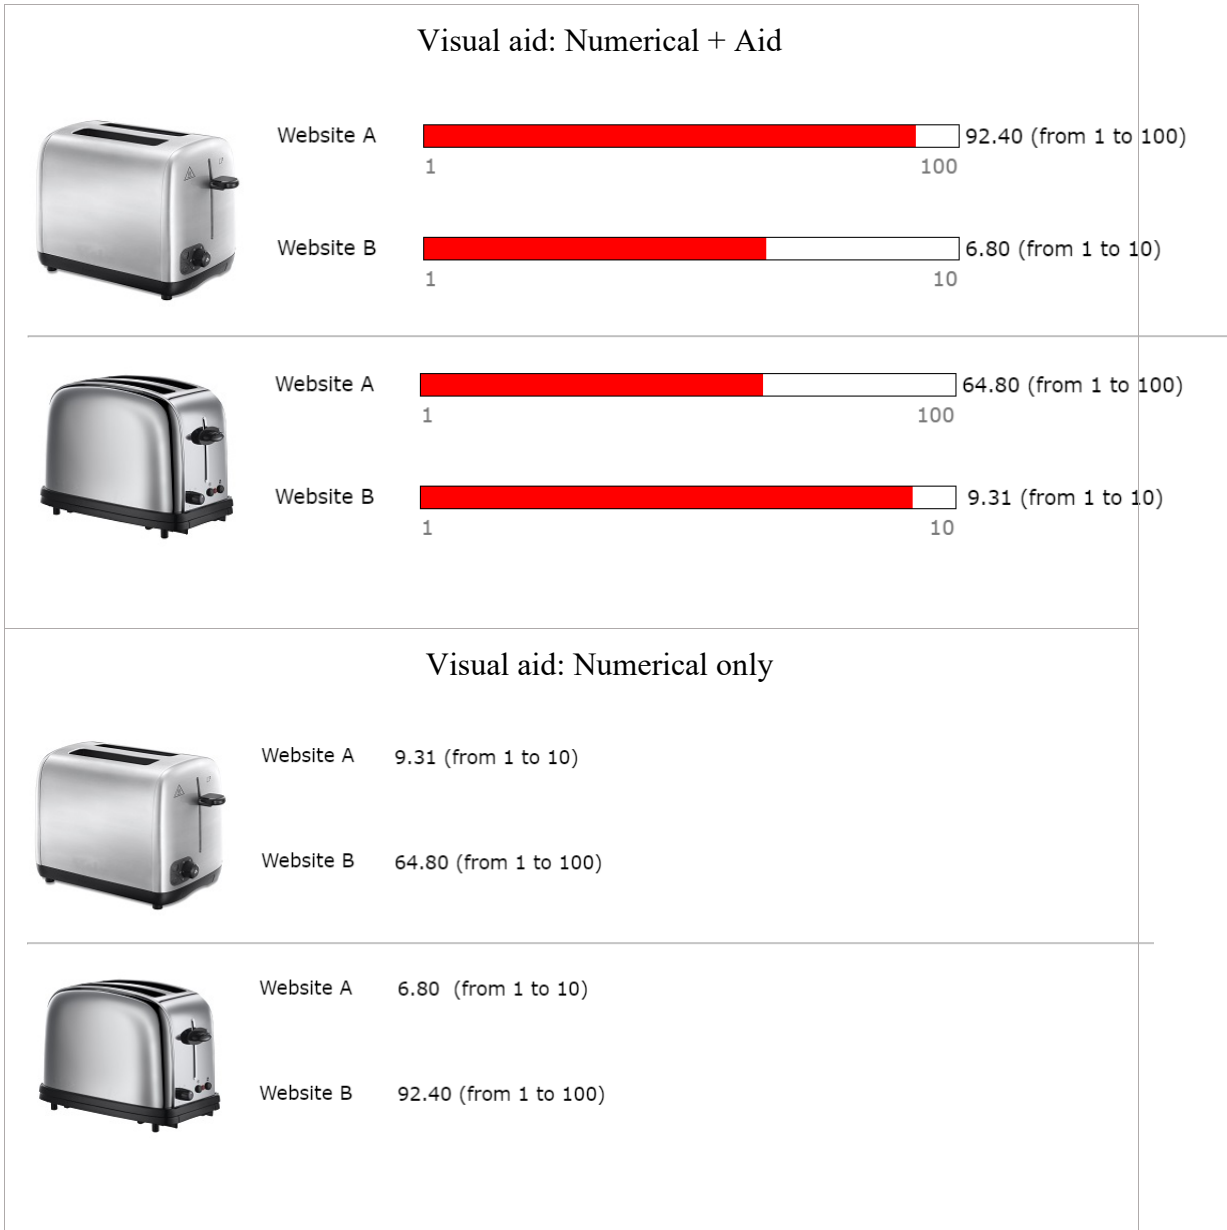 Visual aid: Numerical + Aid
Website A 92.40 (from 1 to 100)
1 100
Website B 6.80 (from 1 to 10)
1 10
Website A 64.80 (from 1 to 100)
1 100
Website B 9.31 (from 1 to 10)
1 10
Visual aid: Numerical only
Website A 9.31 (from 1 to 10)
Website B 64.80 (from 1 to 100)
Website A 6.80 (from 1 to 10)
Website B 92.40 (from 1 to 100)